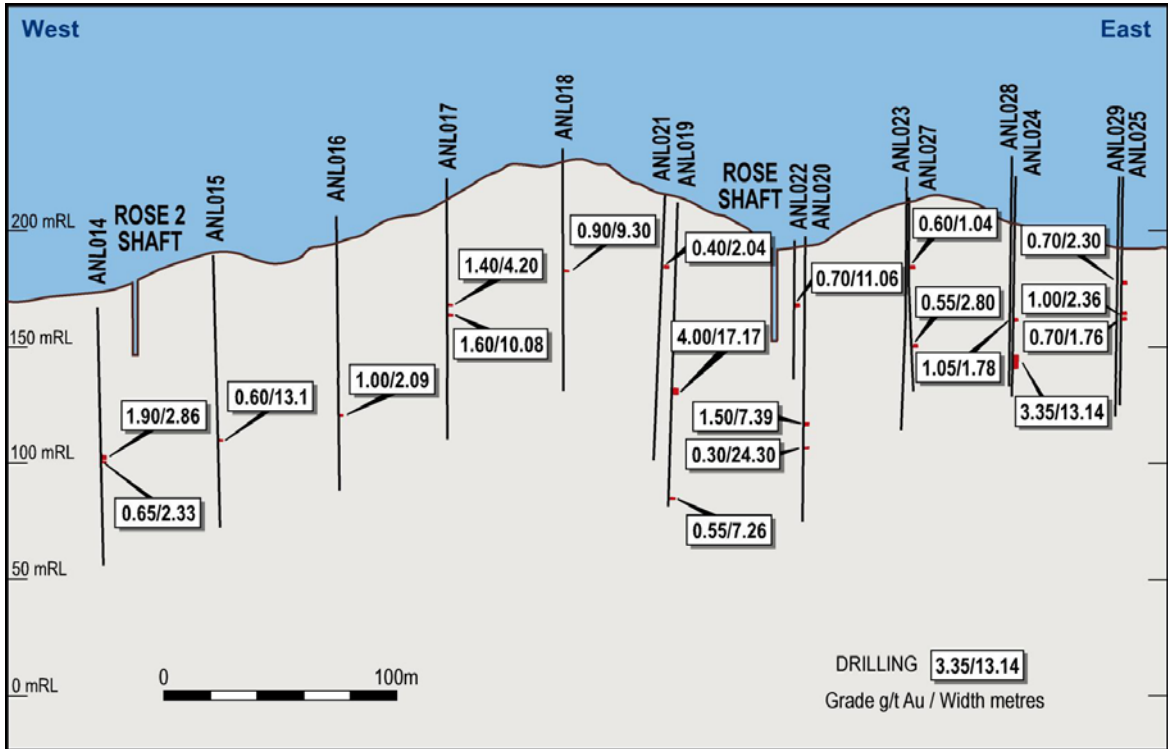 West
East
ANL014
ROSE 2
SHAFT
ANL015
ANL016
ANL017
ANL018
ANL021
ANL019
ROSE
SHAFT
ANL022
ANL020
ANL023
ANL027
ANL028
ANL024
ANL029
ANL025
200 mRL
150 mRL
100 mRL
50 mRL
0 mRL
1.90/2.86
0.65/2.33
0.60/13.1
1.00/2.09
1.40/4.20
1.60/10.08
0.90/9.30
0.40/2.04
4.00/17.17
0.55/7.26
0.70/11.06
1.50/7.39
0.30/24.30
0.60/1.04
0.55/2.80
1.05/1.78
3.35/13.14
0.70/2.30
1.00/2.36
0.70/1.76
0
100m
DRILLING 3.35/13.14
Grade g/t Au / Width metres